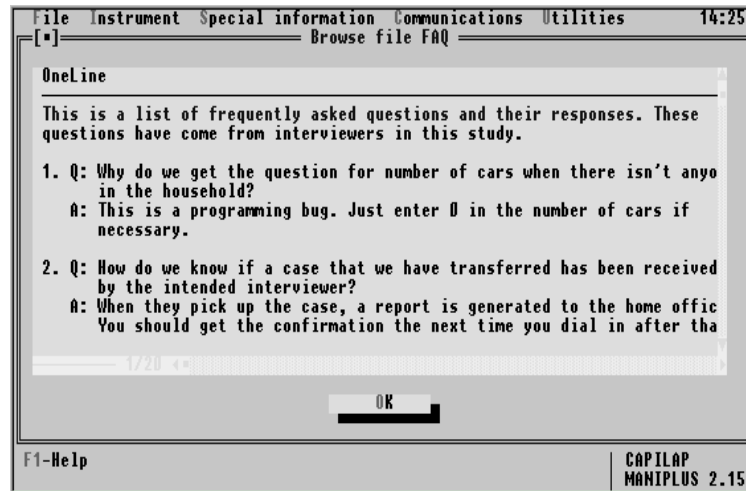 File Instrument Special information Communications Utilities 14:25
[■] Browse file FAQ
OneLine
This is a list of frequently asked questions and their responses. These
questions have come from interviewers in this study.
1. Q: Why do we get the question for number of cars when there isn't anyo
in the household?
A: This is a programming bug. Just enter 0 in the number of cars if
necessary.
2. Q: How do we know if a case that we have transferred has been received
by the intended interviewer?
A: When they pick up the case, a report is generated to the home offic
You should get the confirmation the next time you dial in after tha
1/20
OK
F1-Help
CAPILAP
MANIPLUS 2.15